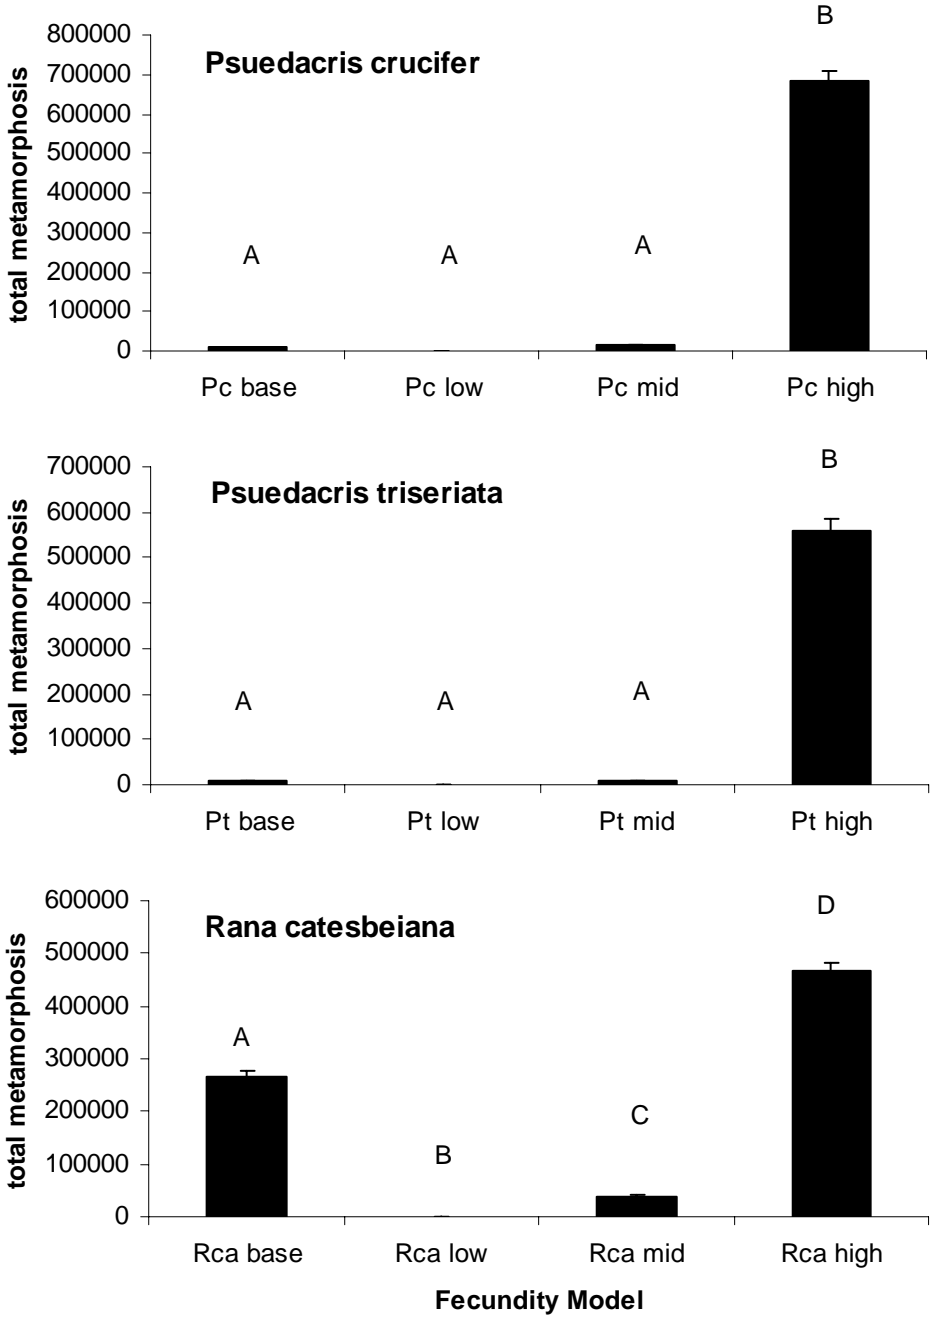 B
800000
Psuedacris crucifer
700000
600000
500000
400000
300000
A A A
200000
100000
0
total metamorphosis
Pc base Pc low Pc mid Pc high
B
700000
Psuedacris triseriata
600000
500000
400000
300000
200000
A A A
100000
0
total metamorphosis
Pt base Pt low Pt mid Pt high
600000
D
Rana catesbeiana
500000
400000
A
300000
200000
C
B
100000
0
total metamorphosis
Rca base Rca low Rca mid Rca high
Fecundity Model